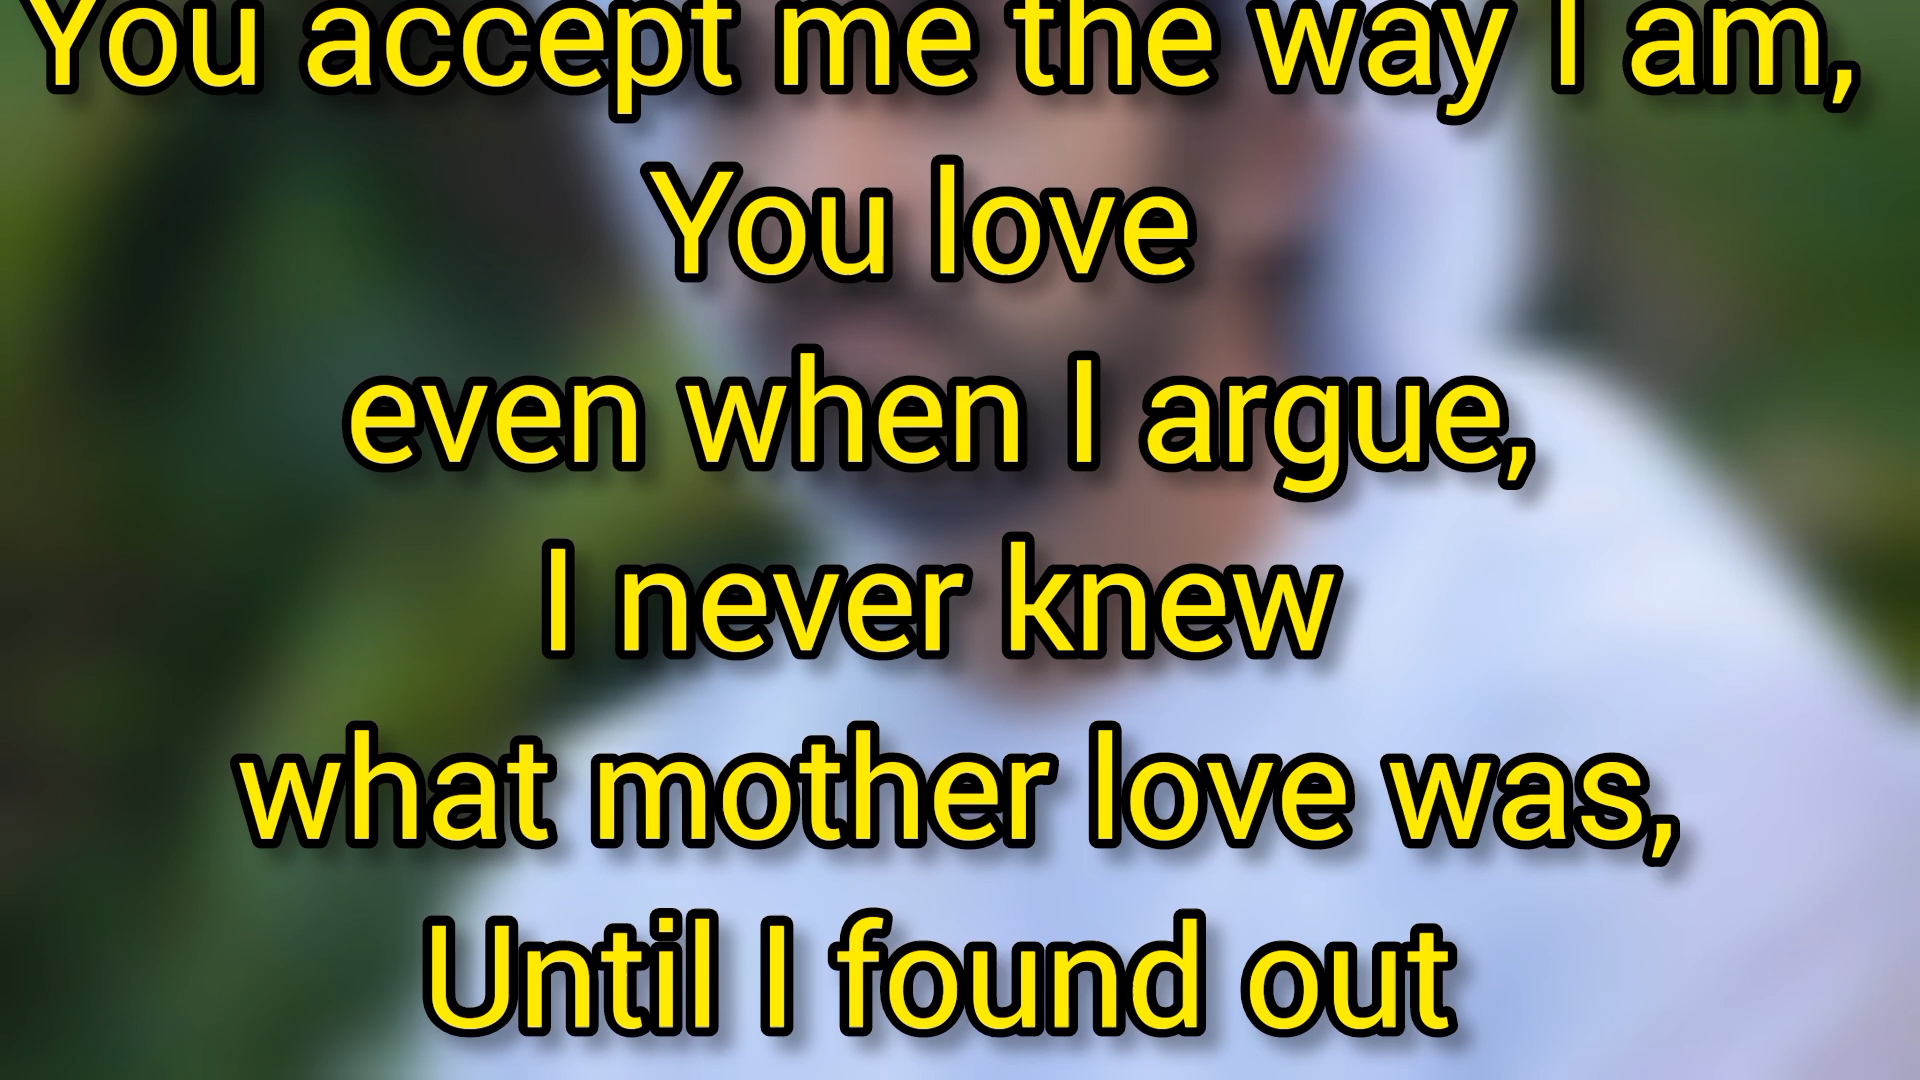 You accept me the way I am,
You love
even when I argue,
I never knew
what mother love was,
Until I found out